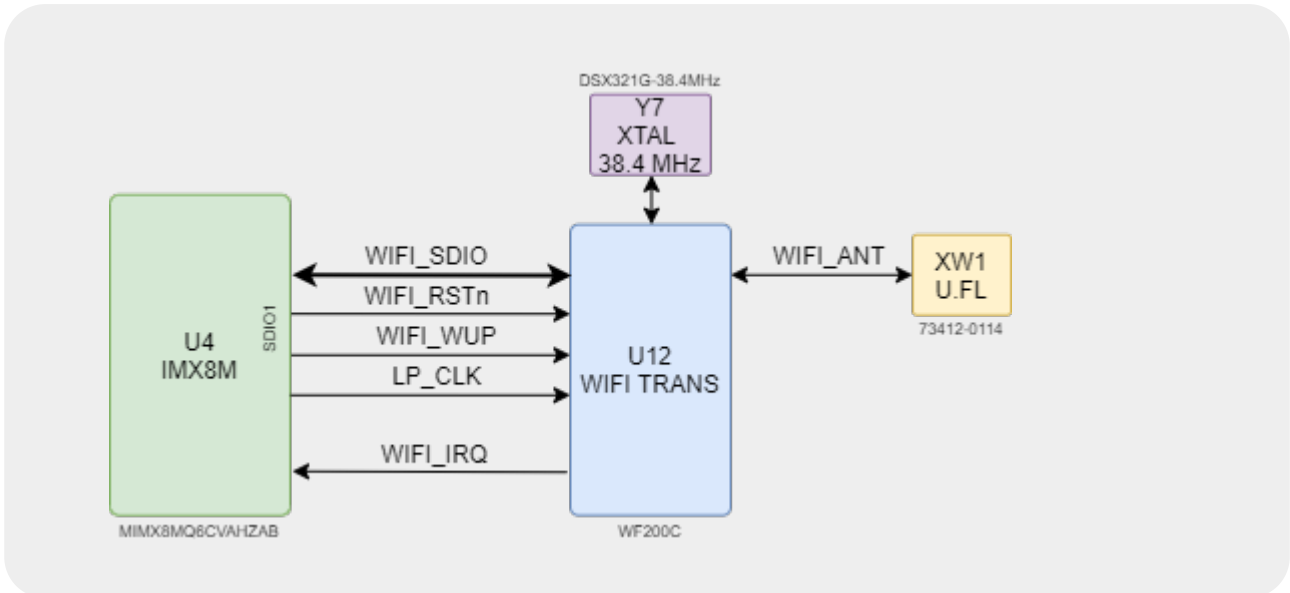 DSX321G-38.4MHz
Y7
XTAL
38.4 MHz
WIFI_SDIO
WIFI_RSTn
WIFI_WUP
LP_CLK
WIFI_IRQ
SDIO1
U4
IMX8M
MIMX8MQ6CVAHZAB
U12
WIFI TRANS
WF200C
WIFI_ANT
XW1
U.FL
73412-0114